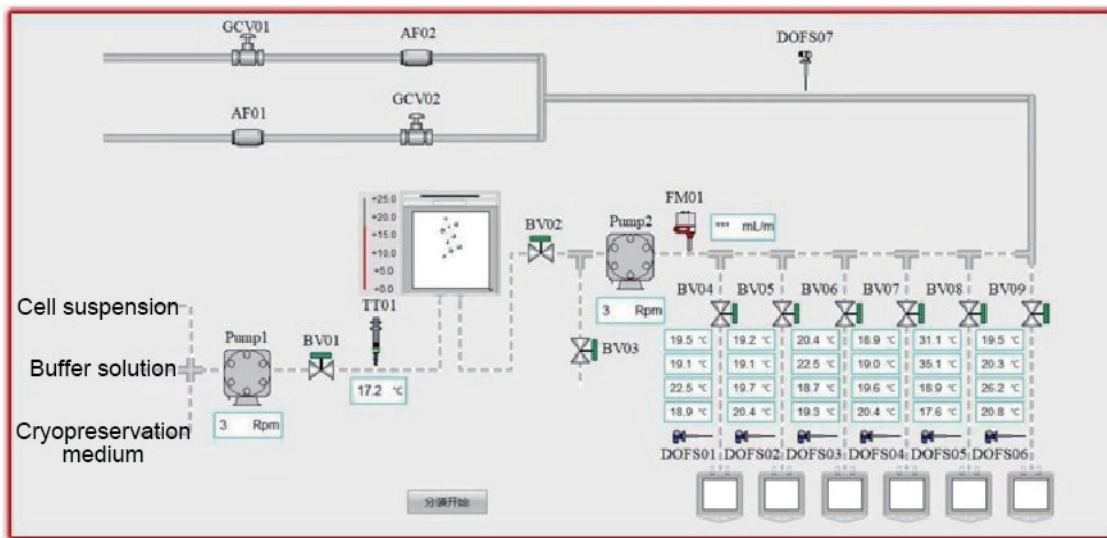 GCV01
AF02
DOFS07
AF01
GCV02
+25.0
+20.0
+15.0
+10.0
+5.0
+0.0
BV02
Pump2
FM01
mL/m
3 Rpm
TT01
17.2 °C
Cell suspension
Buffer solution
Cryopreservation
medium
Pump1
3 Rpm
BV01
BV03
BV04 BV05 BV06 BV07 BV08 BV09
19.5 °C 19.2 °C 20.4 °C 18.9 °C 31.1 °C 19.5 °C
19.1 °C 19.1 °C 22.5 °C 19.0 °C 35.1 °C 20.3 °C
22.5 °C 19.7 °C 18.7 °C 19.6 °C 18.9 °C 26.2 °C
18.9 °C 20.4 °C 19.3 °C 20.4 °C 17.6 °C 20.8 °C
DOFS01 DOFS02 DOFS03 DOFS04 DOFS05 DOFS06
分装开始